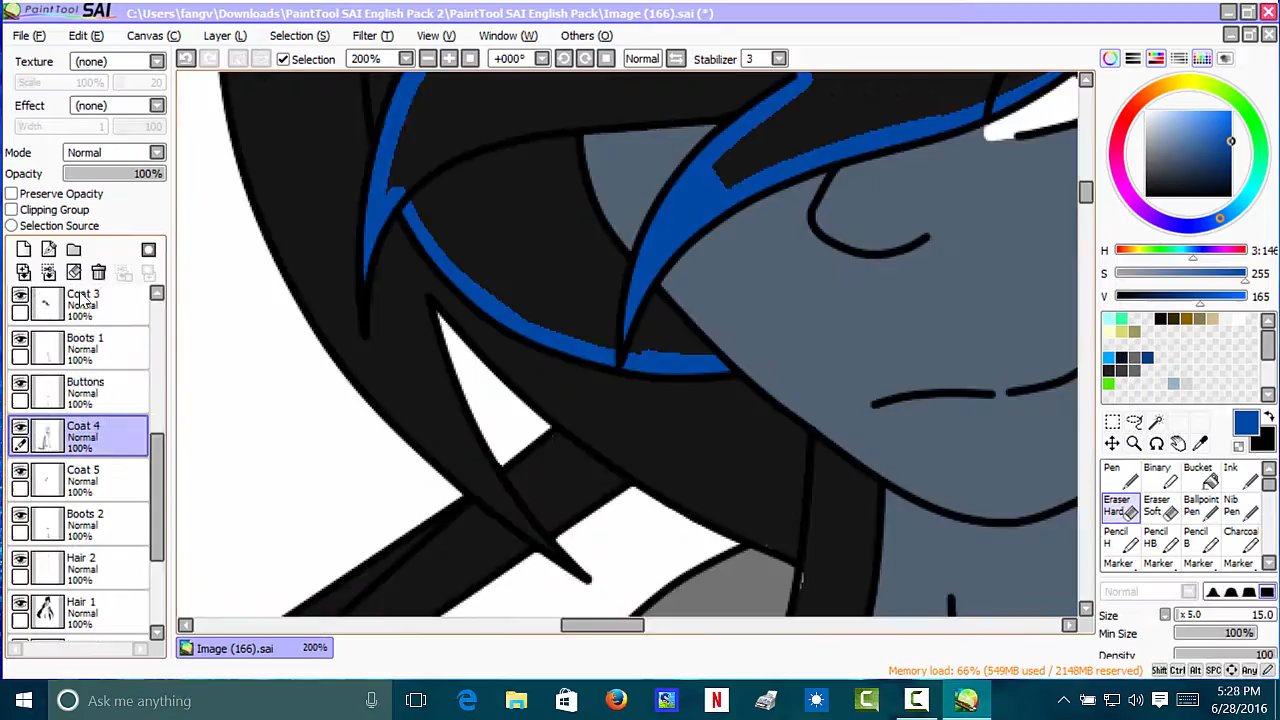 PaintTool SAI C:\Users\fangv\Downloads\PaintTool SAI English Pack 2\PaintTool SAI English Pack\Image (166).sai (*)
File (F) Edit (E) Canvas (C) Layer (L) Selection (S) Filter (T) View (V) Window (W) Others (O)
Texture (none) Selection 200% +000° Normal Stabilizer 3
Scale 100% 20
Effect (none)
Width 1 100
Mode Normal
Opacity 100%
Preserve Opacity
Clipping Group
Selection Source
H 3:146
S 255
V 165
Coat 3
Normal
100%
Boots 1
Normal
100%
Buttons
Normal
100%
Coat 4
Normal
100%
Coat 5
Normal
100%
Boots 2
Normal
100%
Hair 2
Normal
100%
Hair 1
Normal
100%
Pen Binary Bucket Ink
Eraser Hard Eraser Soft Ballpoint Pen Nib Pen
Pencil H Pencil HB Pencil B Charcoal
Marker Marker Marker Marker
Normal
Size x 5.0 15.0
Min Size 100%
Density 100
Image (166).sai 200%
Memory load: 66% (549MB used / 2148MB reserved) Shift Ctrl Alt SPC Any
Ask me anything
5:28 PM
6/28/2016